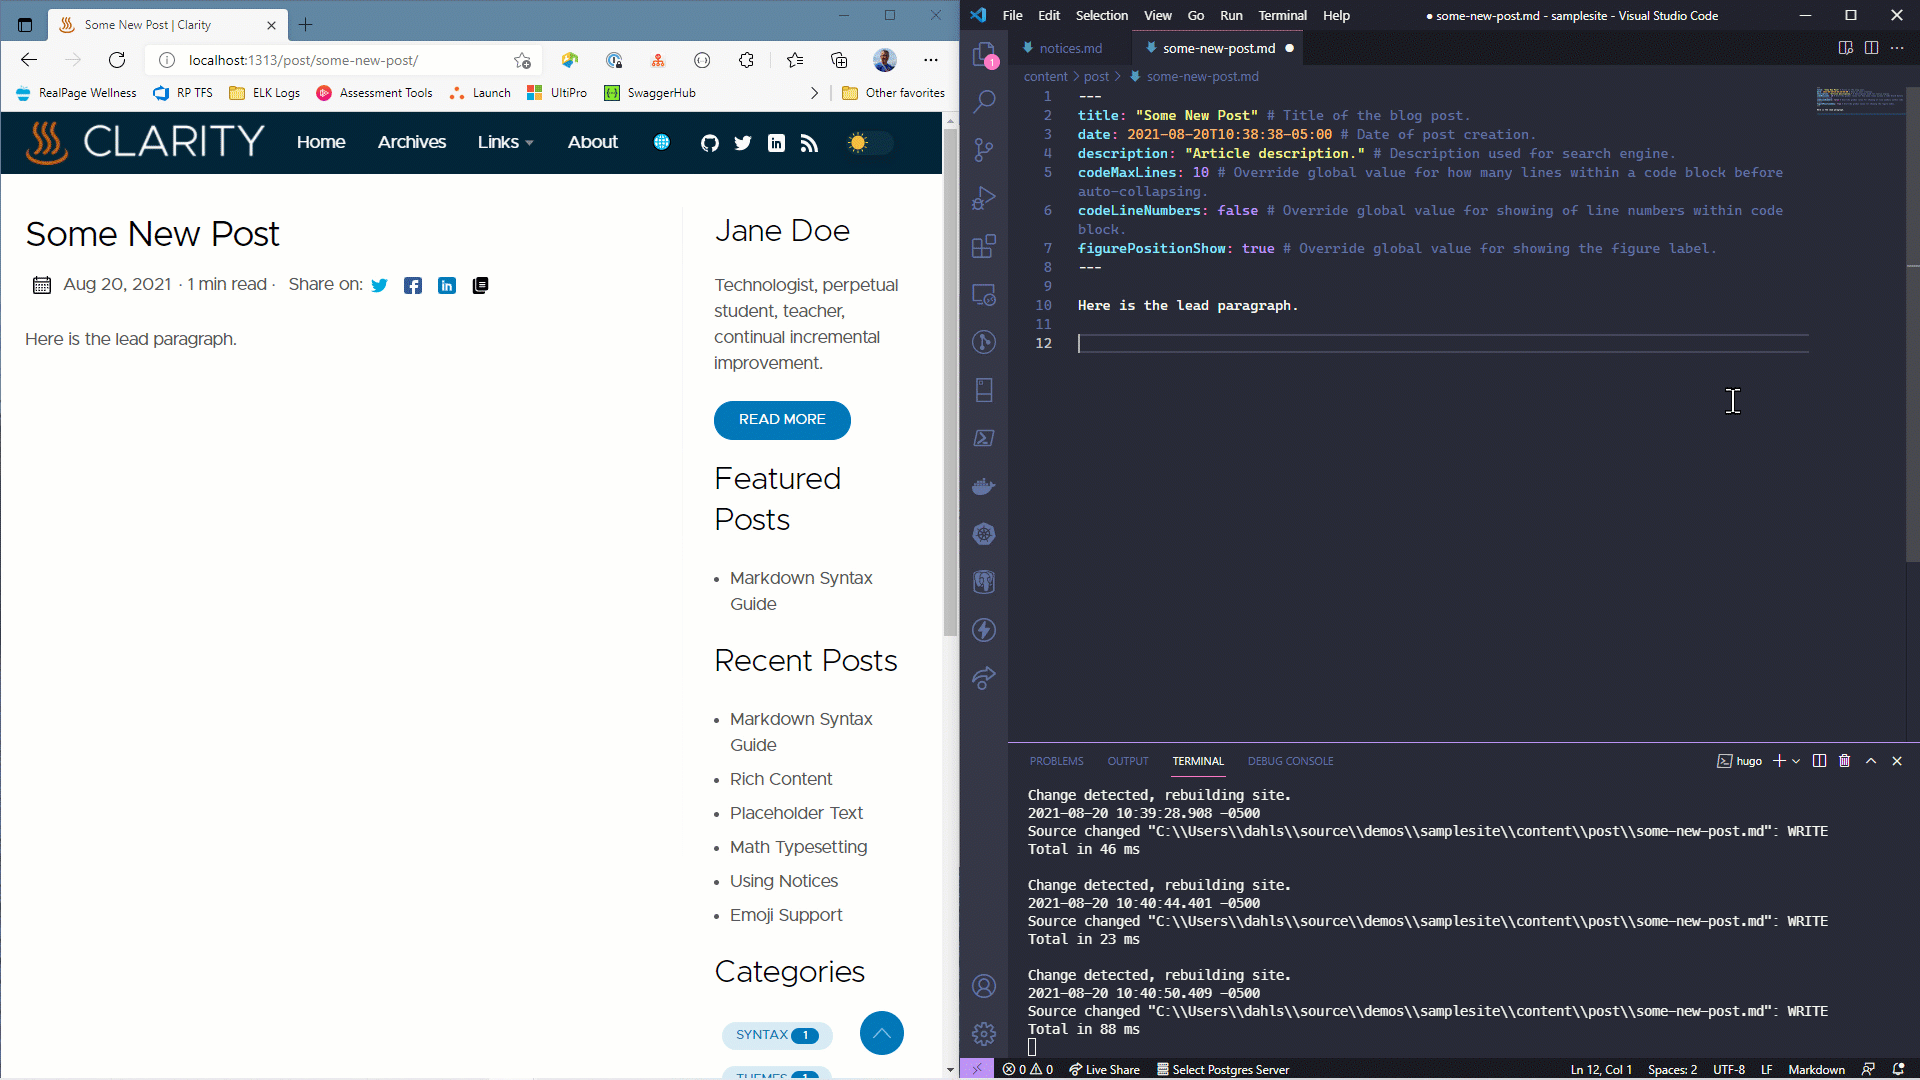 Some New Post | Clarity
localhost:1313/post/some-new-post/
RealPage Wellness
RP TFS
ELK Logs
Assessment Tools
Launch
UltiPro
SwaggerHub
Other favorites
CLARITY
Home
Archives
Links
About
Some New Post
Aug 20, 2021 · 1 min read · Share on:
Here is the lead paragraph.
Jane Doe
Technologist, perpetual
student, teacher,
continual incremental
improvement.
READ MORE
Featured
Posts
Markdown Syntax
Guide
Recent Posts
Markdown Syntax
Guide
Rich Content
Placeholder Text
Math Typesetting
Using Notices
Emoji Support
Categories
SYNTAX 1
THEMES 1
File Edit Selection View Go Run Terminal Help
● some-new-post.md - samplesite - Visual Studio Code
1
notices.md
some-new-post.md
content > post > some-new-post.md
1 ---
2 title: "Some New Post" # Title of the blog post.
3 date: 2021-08-20T10:38:38-05:00 # Date of post creation.
4 description: "Article description." # Description used for search engine.
5 codeMaxLines: 10 # Override global value for how many lines within a code block before
auto-collapsing.
6 codeLineNumbers: false # Override global value for showing of line numbers within code
block.
7 figurePositionShow: true # Override global value for showing the figure label.
8 ---
9
10 Here is the lead paragraph.
11
12
PROBLEMS OUTPUT TERMINAL DEBUG CONSOLE
hugo
Change detected, rebuilding site.
2021-08-20 10:39:28.908 -0500
Source changed "C:\\Users\\dahls\\source\\demos\\samplesite\\content\\post\\some-new-post.md": WRITE
Total in 46 ms
Change detected, rebuilding site.
2021-08-20 10:40:44.401 -0500
Source changed "C:\\Users\\dahls\\source\\demos\\samplesite\\content\\post\\some-new-post.md": WRITE
Total in 23 ms
Change detected, rebuilding site.
2021-08-20 10:40:50.409 -0500
Source changed "C:\\Users\\dahls\\source\\demos\\samplesite\\content\\post\\some-new-post.md": WRITE
Total in 88 ms
0 0 Live Share Select Postgres Server
Ln 12, Col 1 Spaces: 2 UTF-8 LF Markdown